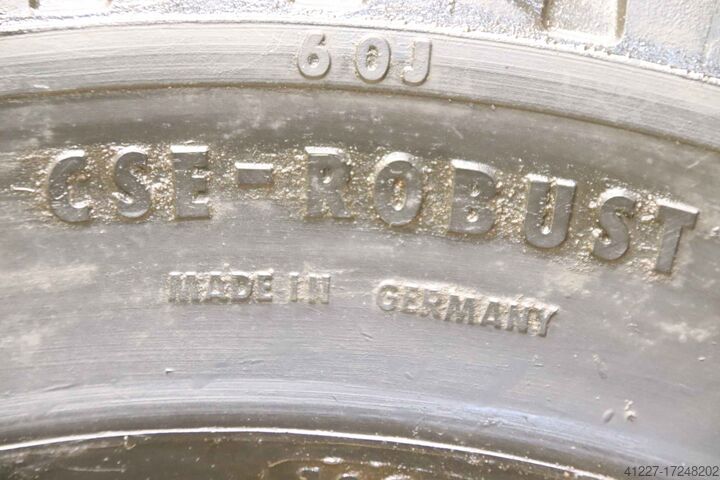 60J
CSE-ROBUST
MADE IN GERMANY
41227-17248202